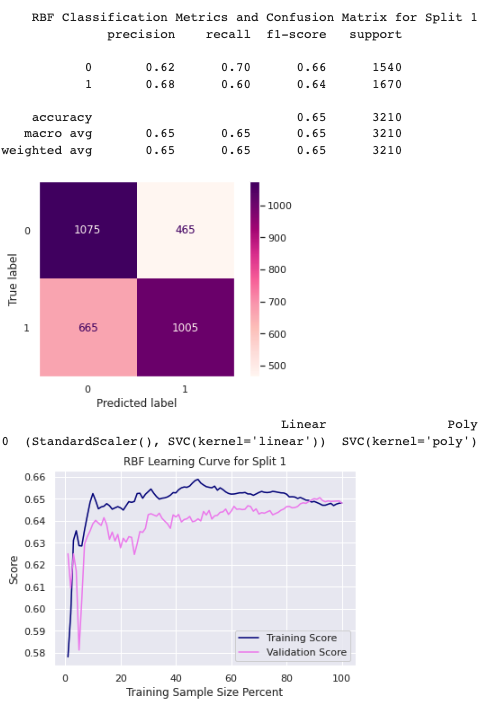 RBF Classification Metrics and Confusion Matrix for Split 1
precision recall f1-score support
0 0.62 0.70 0.66 1540
1 0.68 0.60 0.64 1670
accuracy 0.65 3210
macro avg 0.65 0.65 0.65 3210
weighted avg 0.65 0.65 0.65 3210
True label
0
1
1075 465
665 1005
0 1
Predicted label
1000
900
800
700
600
500
Linear Poly
0 (StandardScaler(), SVC(kernel='linear')) SVC(kernel='poly')
RBF Learning Curve for Split 1
Score
0.66
0.65
0.64
0.63
0.62
0.61
0.60
0.59
0.58
Training Score
Validation Score
0 20 40 60 80 100
Training Sample Size Percent